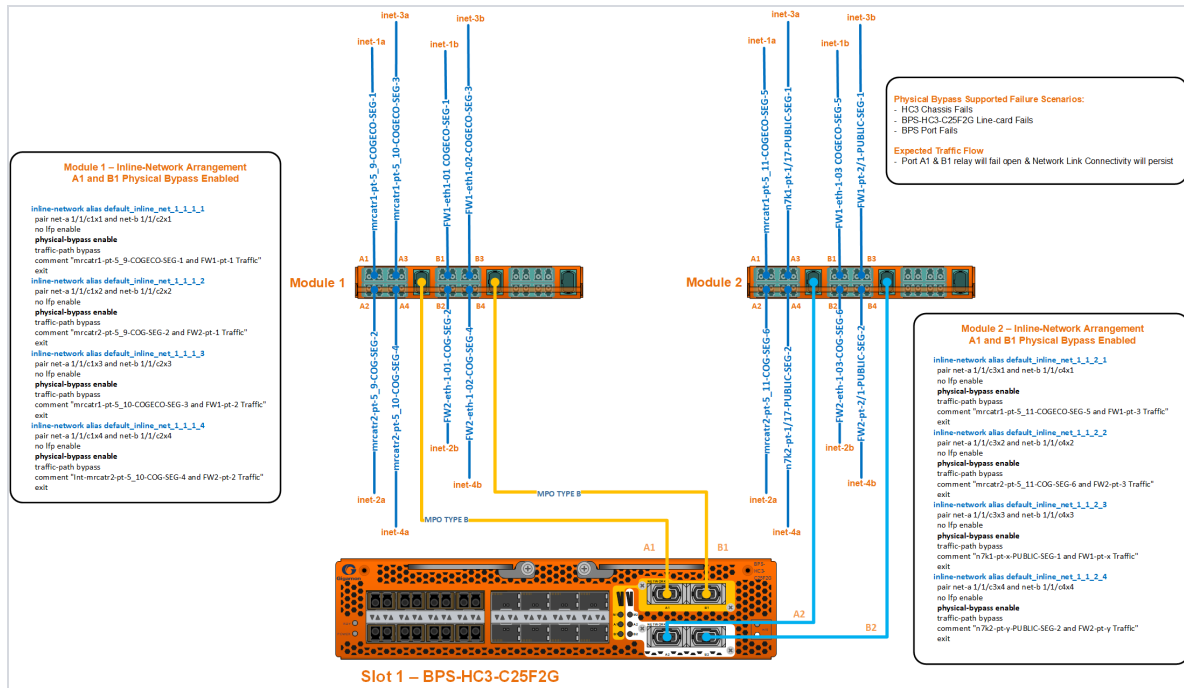 inet-3a
inet-3b
inet-1a
inet-1b
mrcatr1-pt-5_9-COGECO-SEG-1
mrcatr1-pt-5_10-COGECO-SEG-3
FW1-eth1-01 COGECO-SEG-1
FW1-eth1-02-COGECO-SEG-3
A1
A3
B1
B3
Module 1
A2
A4
B2
B4
mrcatr2-pt-5_9-COG-SEG-2
mrcatr2-pt-5_10-COG-SEG-4
FW2-eth-1-01-COG-SEG-2
FW2-eth-1-02-COG-SEG-4
inet-2b
inet-4b
inet-2a
inet-4a
inet-3a
inet-3b
inet-1a
inet-1b
mrcatr1-pt-5_11-COGECO-SEG-5
n7k1-pt-1/17-PUBLIC-SEG-1
FW1-eth-1-03 COGECO-SEG-5
FW1-pt-2/1-PUBLIC-SEG-1
A1
A3
B1
B3
Module 2
A2
A4
B2
B4
mrcatr2-pt-5_11-COG-SEG-6
n7k2-pt-1/17-PUBLIC-SEG-2
FW2-eth-1-03-COG-SEG-6
FW2-pt-2/1-PUBLIC-SEG-2
inet-2b
inet-4b
inet-2a
inet-4a
Physical Bypass Supported Failure Scenarios:
- HC3 Chassis Fails
- BPS-HC3-C25F2G Line-card Fails
- BPS Port Fails
Expected Traffic Flow
- Port A1 & B1 relay will fail open & Network Link Connectivity will persist
Module 1 – Inline-Network Arrangement
A1 and B1 Physical Bypass Enabled
inline-network alias default_inline_net_1_1_1_1
pair net-a 1/1/c1x1 and net-b 1/1/c2x1
no lfp enable
physical-bypass enable
traffic-path bypass
comment "mrcatr1-pt-5_9-COGECO-SEG-1 and FW1-pt-1 Traffic"
exit
inline-network alias default_inline_net_1_1_1_2
pair net-a 1/1/c1x2 and net-b 1/1/c2x2
no lfp enable
physical-bypass enable
traffic-path bypass
comment "mrcatr2-pt-5_9-COG-SEG-2 and FW2-pt-1 Traffic"
exit
inline-network alias default_inline_net_1_1_1_3
pair net-a 1/1/c1x3 and net-b 1/1/c2x3
no lfp enable
physical-bypass enable
traffic-path bypass
comment "mrcatr1-pt-5_10-COGECO-SEG-3 and FW1-pt-2 Traffic"
exit
inline-network alias default_inline_net_1_1_1_4
pair net-a 1/1/c1x4 and net-b 1/1/c2x4
no lfp enable
physical-bypass enable
traffic-path bypass
comment "Int-mrcatr2-pt-5_10-COG-SEG-4 and FW2-pt-2 Traffic"
exit
Module 2 – Inline-Network Arrangement
A1 and B1 Physical Bypass Enabled
inline-network alias default_inline_net_1_1_2_1
pair net-a 1/1/c3x1 and net-b 1/1/c4x1
no lfp enable
physical-bypass enable
traffic-path bypass
comment "mrcatr1-pt-5_11-COGECO-SEG-5 and FW1-pt-3 Traffic"
exit
inline-network alias default_inline_net_1_1_2_2
pair net-a 1/1/c3x2 and net-b 1/1/c4x2
no lfp enable
physical-bypass enable
traffic-path bypass
comment "mrcatr2-pt-5_11-COG-SEG-6 and FW2-pt-3 Traffic"
exit
inline-network alias default_inline_net_1_1_2_3
pair net-a 1/1/c3x3 and net-b 1/1/c4x3
no lfp enable
physical-bypass enable
traffic-path bypass
comment "n7k1-pt-x-PUBLIC-SEG-1 and FW1-pt-x Traffic"
exit
inline-network alias default_inline_net_1_1_2_4
pair net-a 1/1/c3x4 and net-b 1/1/c4x4
no lfp enable
physical-bypass enable
traffic-path bypass
comment "n7k2-pt-y-PUBLIC-SEG-2 and FW2-pt-y Traffic"
exit
MPO TYPE B
MPO TYPE B
A1
B1
A2
B2
Gigamon
BPS-
HC3-
C25F2G
Slot 1 – BPS-HC3-C25F2G